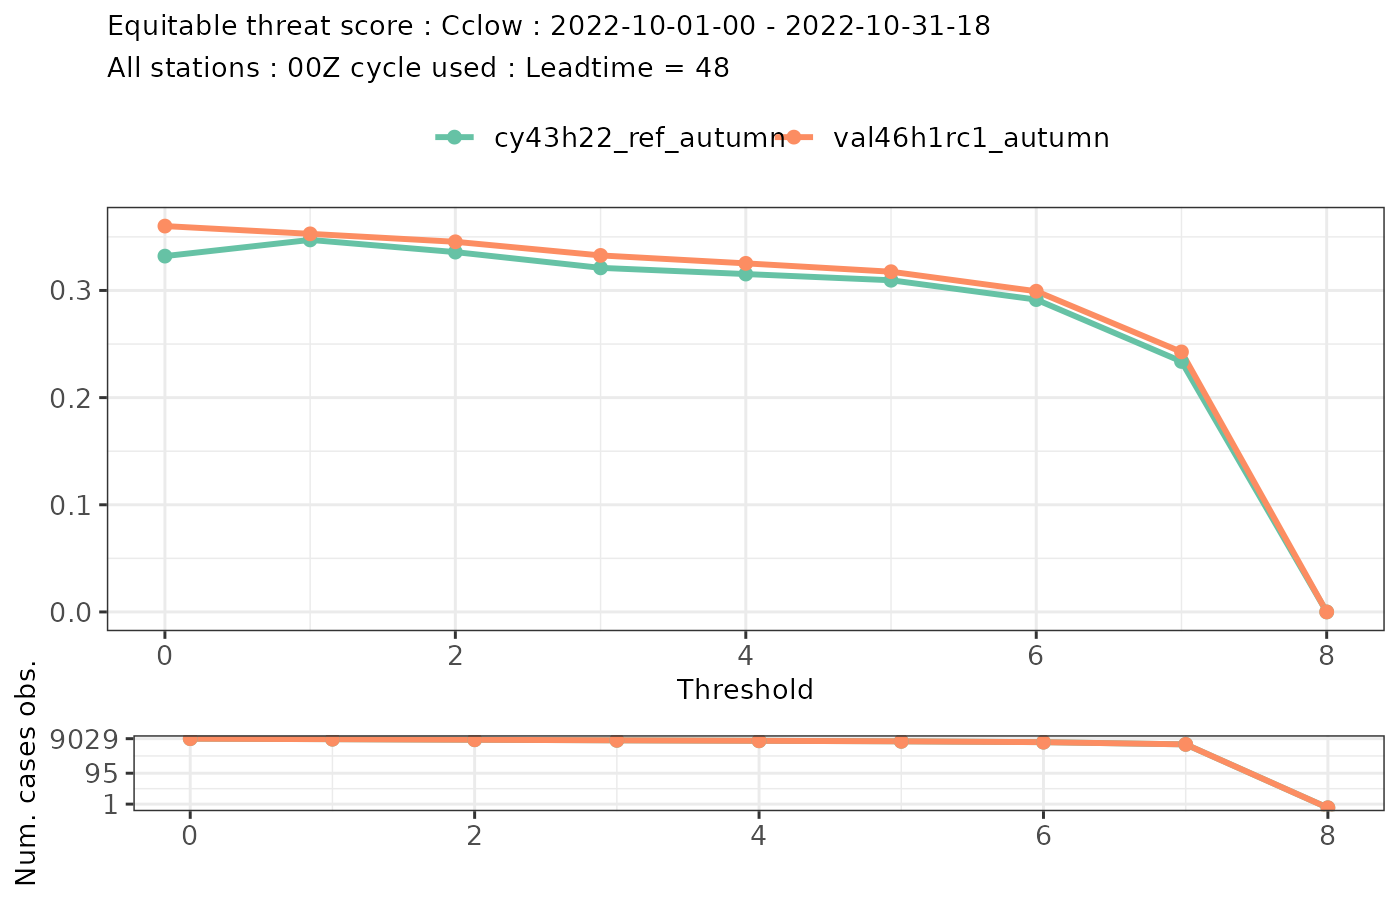 Equitable threat score : Cclow : 2022-10-01-00 - 2022-10-31-18
All stations : 00Z cycle used : Leadtime = 48
cy43h22_ref_autumn val46h1rc1_autumn
0.3
0.2
0.1
0.0
0 2 4 6 8
Threshold
Num. cases obs.
9029
95
1
0 2 4 6 8